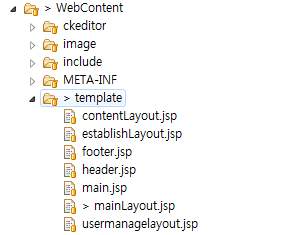 > WebContent
ckeditor
image
include
META-INF
> template
contentLayout.jsp
establishLayout.jsp
footer.jsp
header.jsp
main.jsp
> mainLayout.jsp
usermanagelayout.jsp